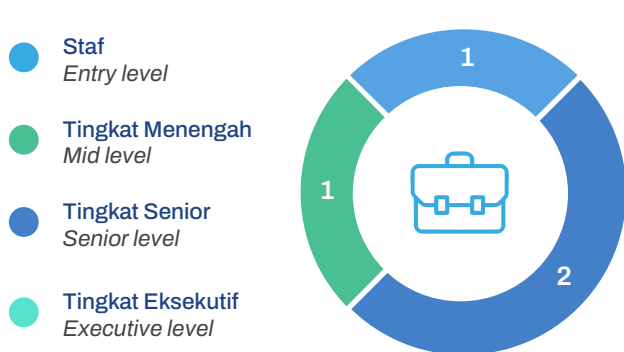 Staf
Entry level
Tingkat Menengah
Mid level
Tingkat Senior
Senior level
Tingkat Eksekutif
Executive level
1
1
2